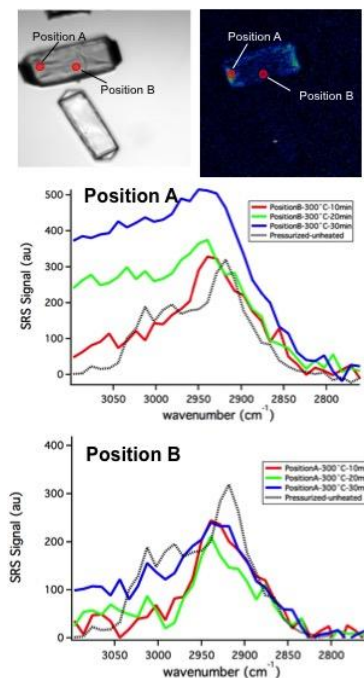 Position A
Position B
Position A
Position B
Position A
500
400
300
200
100
0
SRS Signal (au)
PositionB-300°C-10min
PositionB-300°C-20min
PositionB-300°C-30min
Pressurized-unheated
3050 3000 2950 2900 2850 2800
wavenumber (cm-1)
Position B
400
300
200
100
0
SRS Signal (au)
PositionA-300°C-10m
PositionA-300°C-20m
PositionA-300°C-30m
Pressurized-unheated
3050 3000 2950 2900 2850 2800
wavenumber (cm-1)